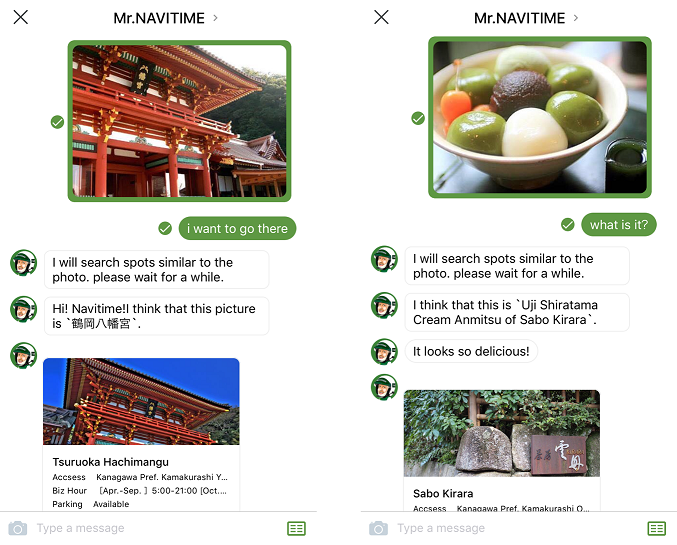 Mr.NAVITIME
i want to go there
I will search spots similar to the
photo. please wait for a while.
Hi! Navitime!I think that this picture
is `鶴岡八幡宮`.
Tsuruoka Hachimangu
Accsess Kanagawa Pref. Kamakurashi Y...
Biz Hour [Apr.-Sep. ] 5:00-21:00 [Oct....
Parking Available
Type a message
Mr.NAVITIME
what is it?
I will search spots similar to the
photo. please wait for a while.
I think that this is `Uji Shiratama
Cream Anmitsu of Sabo Kirara`.
It looks so delicious!
Sabo Kirara
Accsess Kanagawa Pref. Kamakurashi O...
Type a message